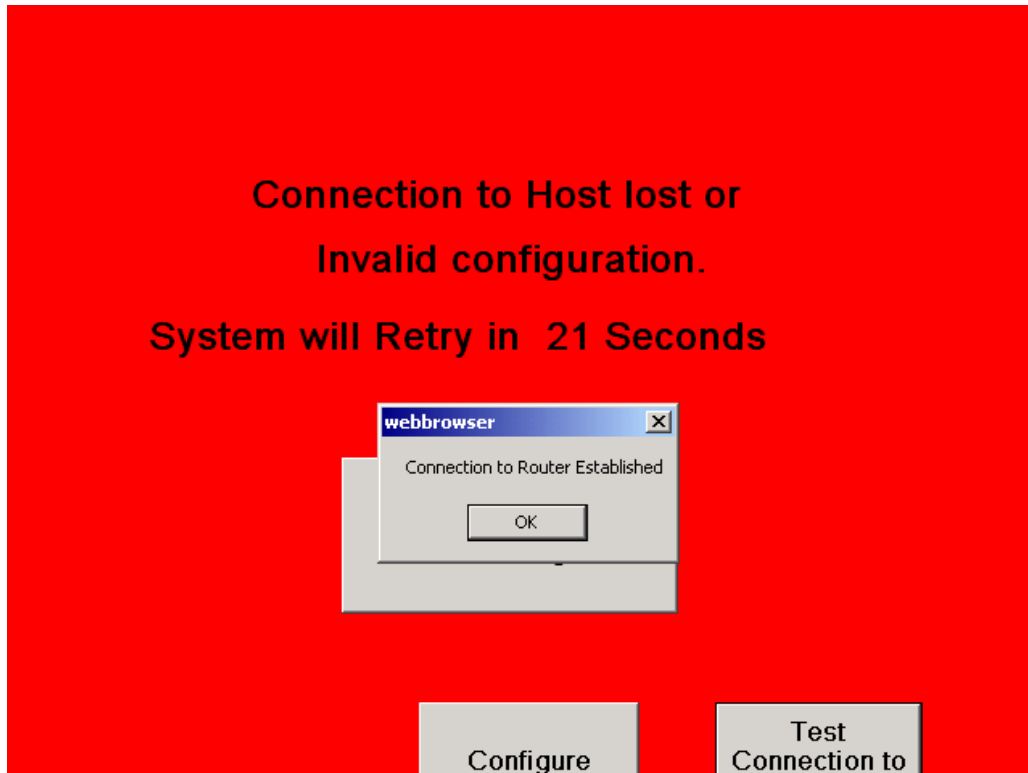 Connection to Host lost or
Invalid configuration.
System will Retry in 21 Seconds
webbrowser
Connection to Router Established
OK
Configure
Test
Connection to